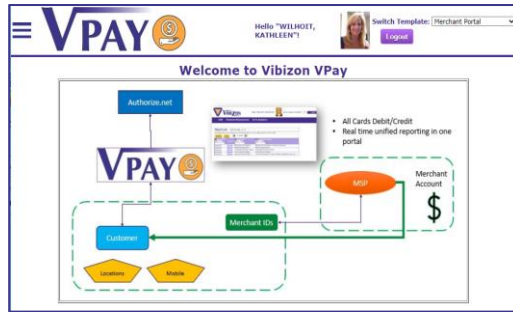 VPAY
Hello "WILHOIT, KATHLEEN"!
Switch Template: Merchant Portal
Logout
Welcome to Vibizon VPay
Authorize.net
Vibizon
• All Cards Debit/Credit
• Real time unified reporting in one portal
VPAY
MSP
Merchant Account
$
Merchant IDs
Customer
Locations
Mobile